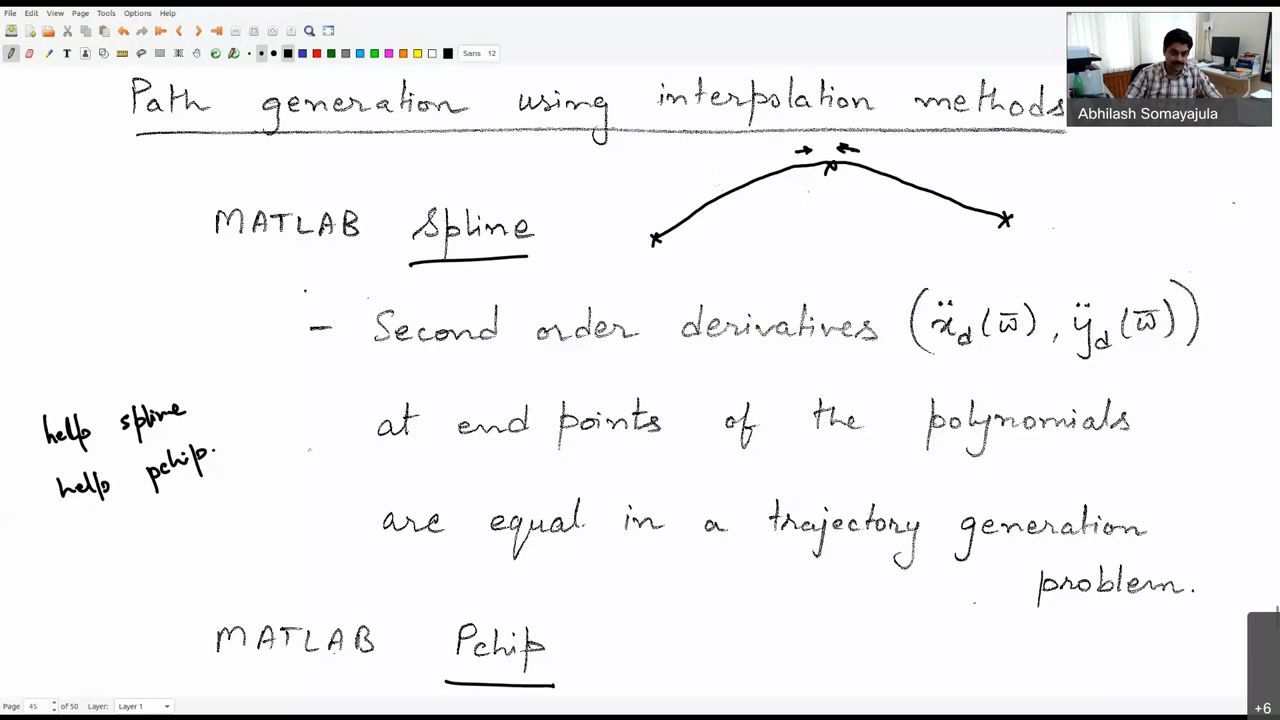 File Edit View Page Tools Options Help
T Sans 12
Abhilash Somayajula
Path generation using interpolation methods
MATLAB Spline
- Second order derivatives (ẍd(ϖ), ÿd(ϖ))
help spline
at end points of the polynomials
help pchip.
are equal in a trajectory generation
problem.
MATLAB Pchip
Page 45 of 50 Layer: Layer 1
+6